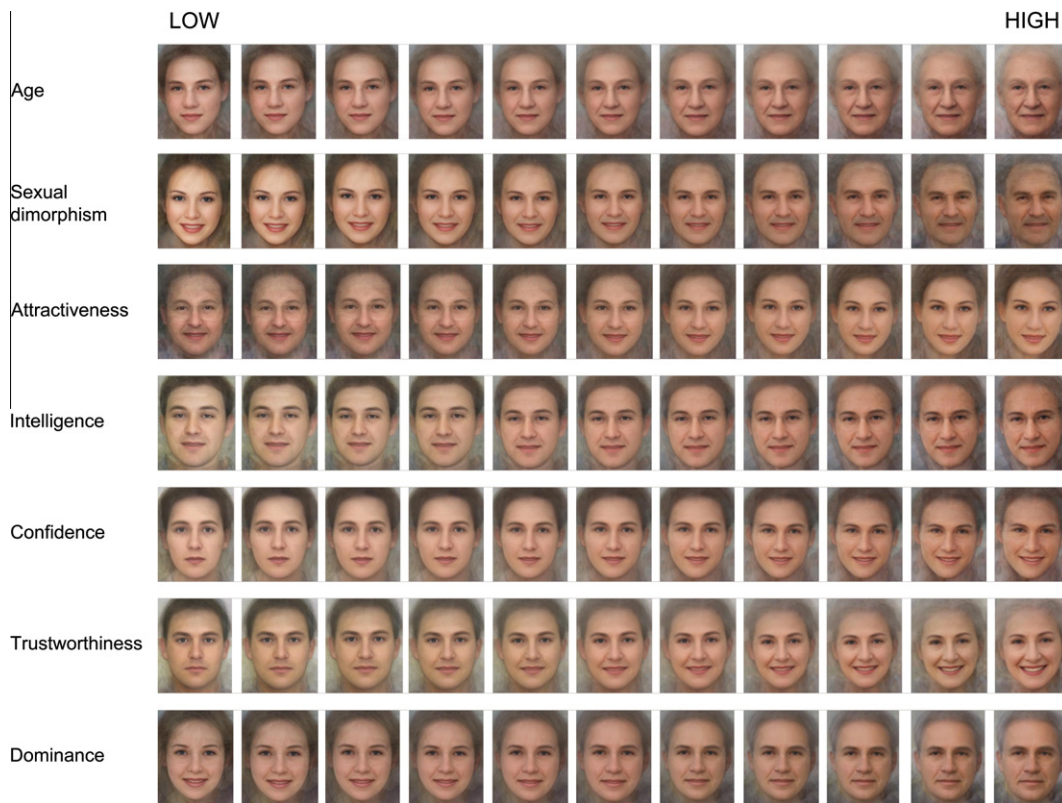 LOW HIGH
Age
Sexual
dimorphism
Attractiveness
Intelligence
Confidence
Trustworthiness
Dominance